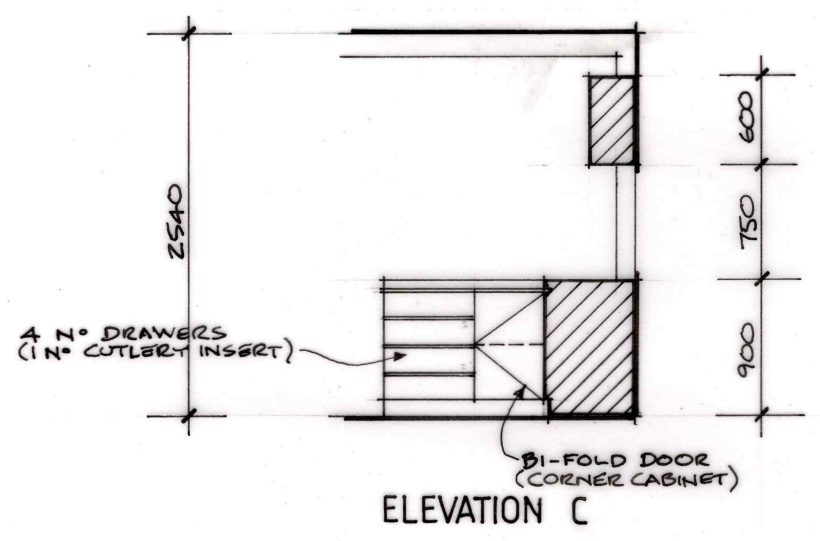 2540
600
750
900
4 Nº DRAWERS
(1 Nº CUTLERY INSERT)
BI-FOLD DOOR
(CORNER CABINET)
ELEVATION C